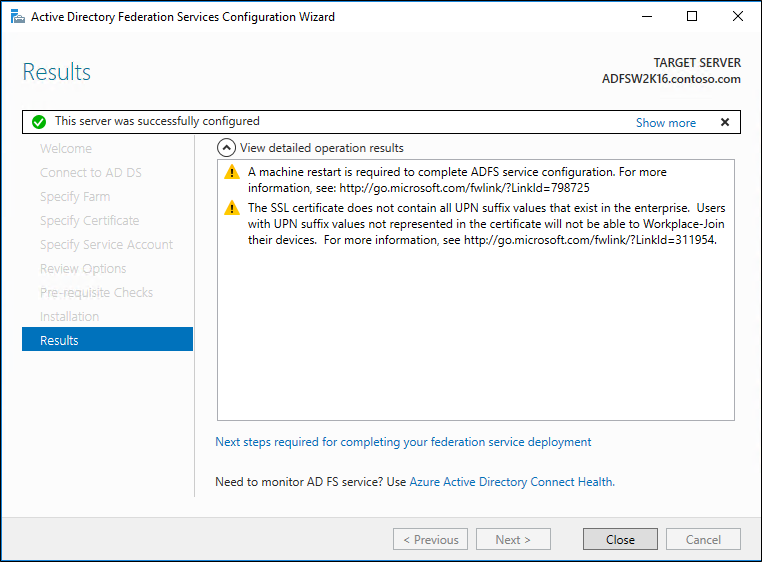 Active Directory Federation Services Configuration Wizard
Results
TARGET SERVER
ADFSW2K16.contoso.com
This server was successfully configured
Show more
Welcome
Connect to AD DS
Specify Farm
Specify Certificate
Specify Service Account
Review Options
Pre-requisite Checks
Installation
Results
View detailed operation results
A machine restart is required to complete ADFS service configuration. For more
information, see: http://go.microsoft.com/fwlink/?LinkId=798725
The SSL certificate does not contain all UPN suffix values that exist in the enterprise.  Users
with UPN suffix values not represented in the certificate will not be able to Workplace-Join
their devices.  For more information, see http://go.microsoft.com/fwlink/?LinkId=311954.
Next steps required for completing your federation service deployment
Need to monitor AD FS service? Use Azure Active Directory Connect Health.
< Previous
Next >
Close
Cancel